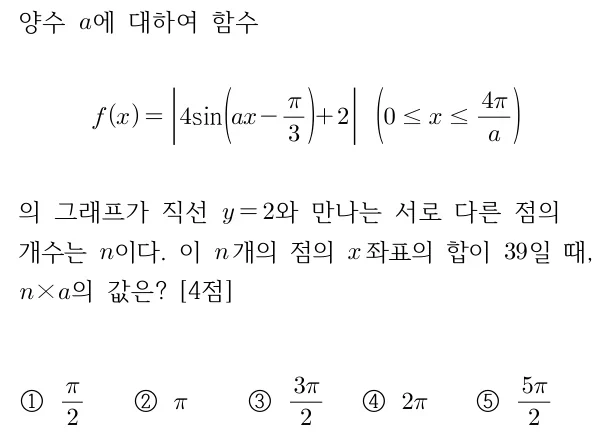 양수 a에 대하여 함수
f(x) = |4sin(ax − π/3) + 2| (0 ≤ x ≤ 4π/a)
의 그래프가 직선 y=2와 만나는 서로 다른 점의
개수는 n이다. 이 n개의 점의 x좌표의 합이 39일 때,
n×a의 값은? [4점]
① π/2 ② π ③ 3π/2 ④ 2π ⑤ 5π/2